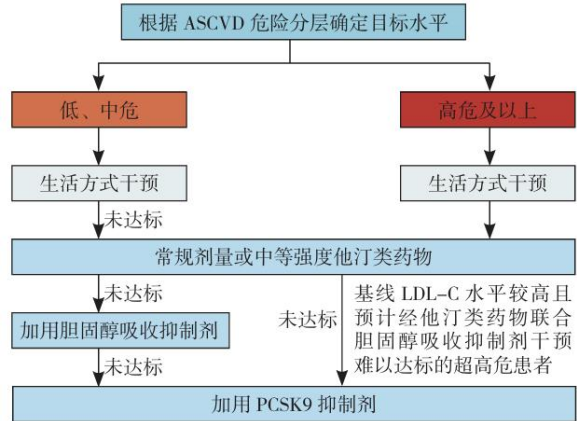 根据 ASCVD 危险分层确定目标水平
低、中危
高危及以上
生活方式干预
生活方式干预
未达标
常规剂量或中等强度他汀类药物
未达标
加用胆固醇吸收抑制剂
未达标
未达标
基线 LDL-C 水平较高且
预计经他汀类药物联合
胆固醇吸收抑制剂干预
难以达标的超高危患者
加用 PCSK9 抑制剂